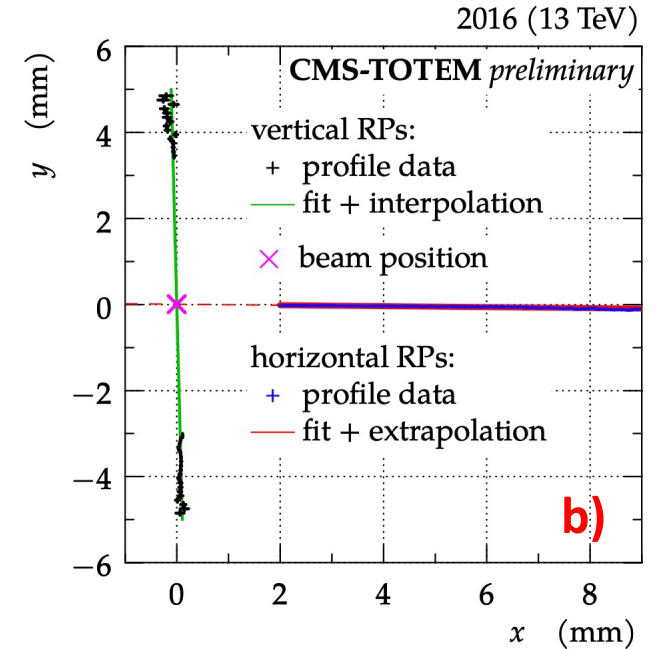 2016 (13 TeV)
CMS-TOTEM preliminary
vertical RPs:
+ profile data
fit + interpolation
× beam position
horizontal RPs:
+ profile data
fit + extrapolation
b)
y (mm)
6
4
2
0
−2
−4
−6
0 2 4 6 8
x (mm)